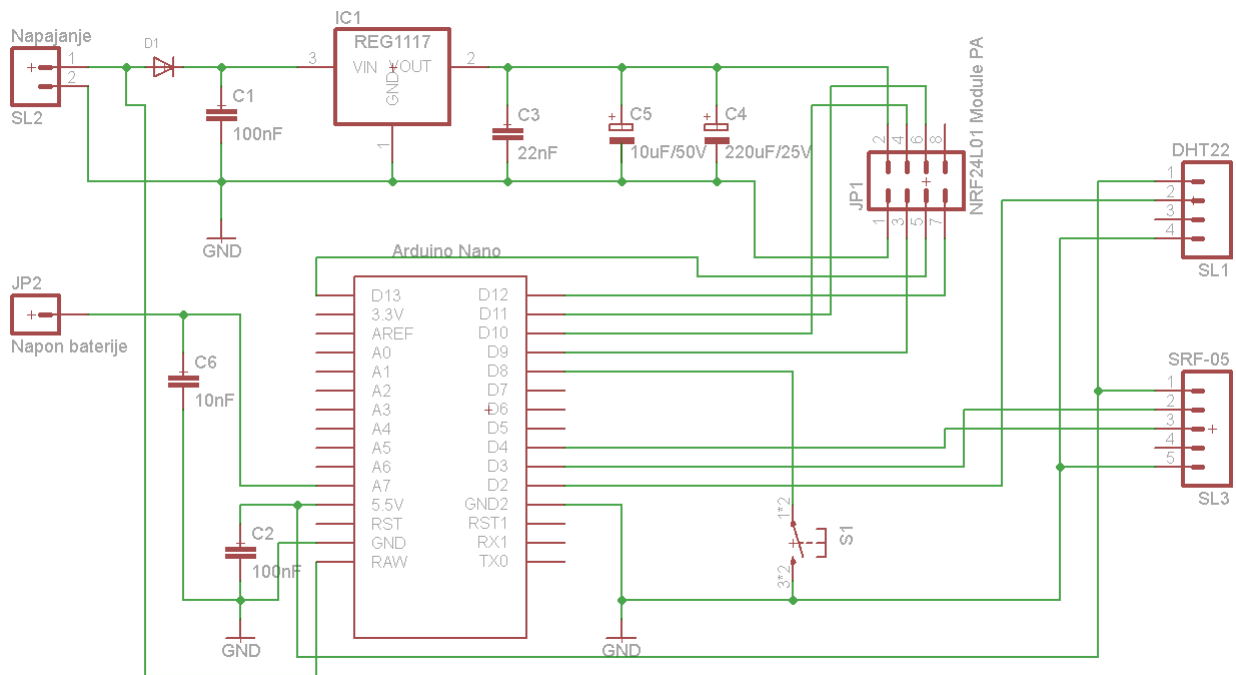 Napajanje
1
2
SL2
D1
C1
100nF
GND
IC1
REG1117
VIN
VOUT
GND
3
2
1
C3
22nF
C5
10uF/50V
C4
220uF/25V
2
4
6
8
JP1
NRF24L01 Module PA
1
3
5
7
DHT22
1
2
3
4
SL1
JP2
Napon baterije
C6
10nF
C2
100nF
GND
Arduino Nano
D13
3.3V
AREF
A0
A1
A2
A3
A4
A5
A6
A7
5.5V
RST
GND
RAW
D12
D11
D10
D9
D8
D7
D6
D5
D4
D3
D2
GND2
RST1
RX1
TX0
GND
1*2
3*2
S1
SRF-05
1
2
3
4
5
SL3